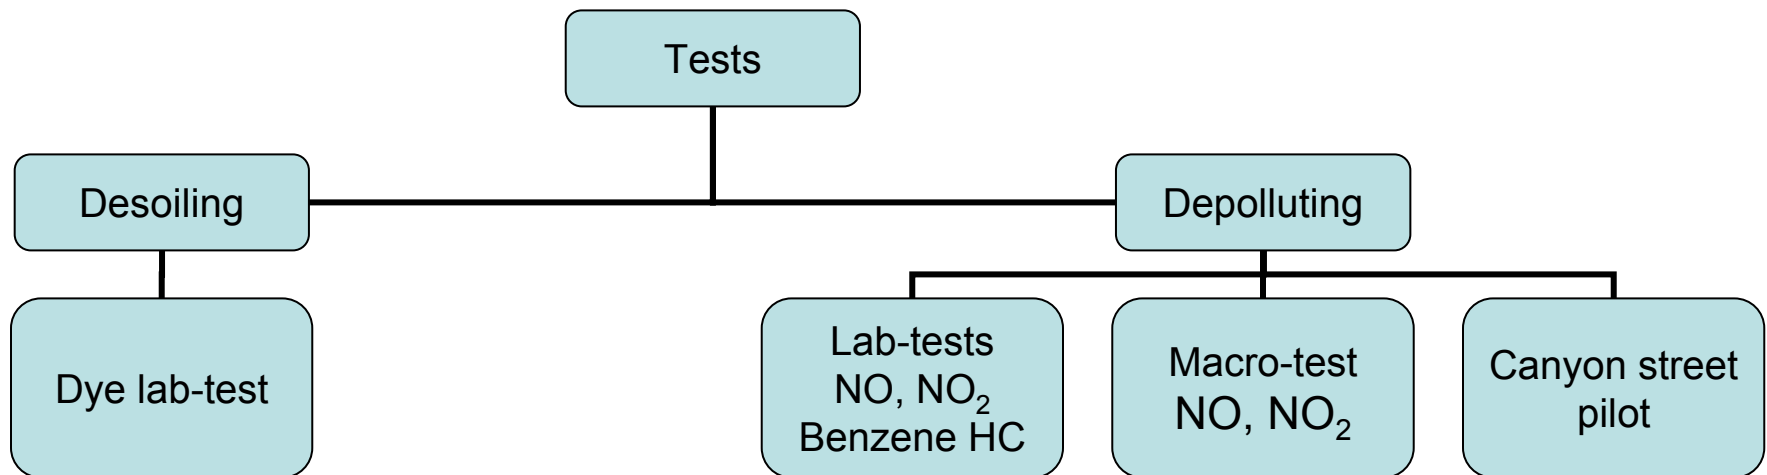 Tests
Desoiling
Depolluting
Dye lab-test
Lab-tests
NO, NO₂
Benzene HC
Macro-test
NO, NO₂
Canyon street
pilot